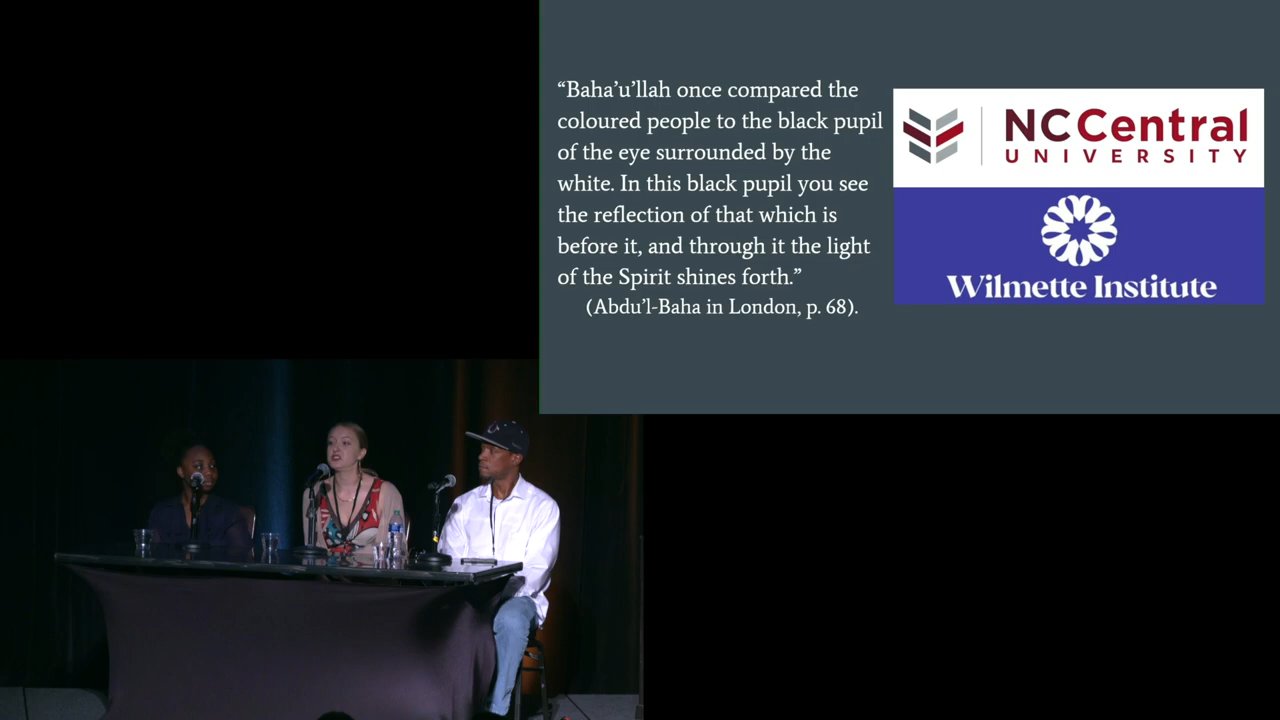 “Baha’u’llah once compared the
coloured people to the black pupil
of the eye surrounded by the
white. In this black pupil you see
the reflection of that which is
before it, and through it the light
of the Spirit shines forth.”
(Abdu’l-Baha in London, p. 68).
NCCentral
UNIVERSITY
Wilmette Institute